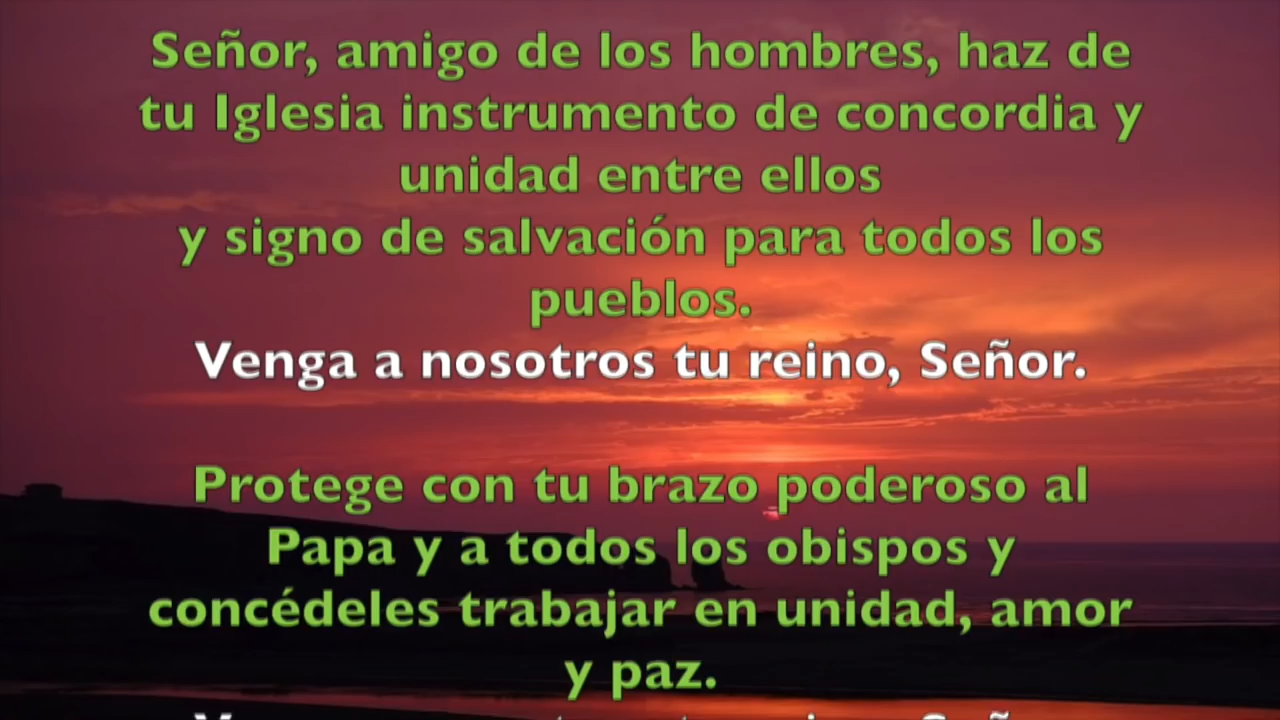 Señor, amigo de los hombres, haz de
tu Iglesia instrumento de concordia y
unidad entre ellos
y signo de salvación para todos los
pueblos.
Venga a nosotros tu reino, Señor.
Protege con tu brazo poderoso al
Papa y a todos los obispos y
concédeles trabajar en unidad, amor
y paz.